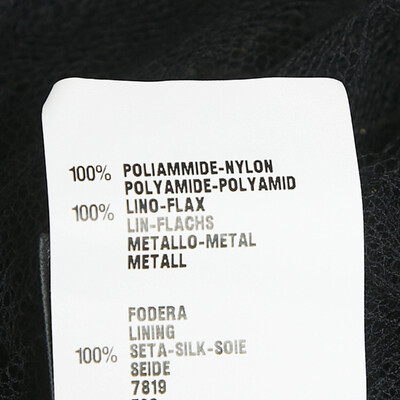 100% POLIAMMIDE-NYLON
POLYAMIDE-POLYAMID
100% LINO-FLAX
LIN-FLACHS
METALLO-METAL
METALL
FODERA
LINING
100% SETA-SILK-SOIE
SEIDE
7819